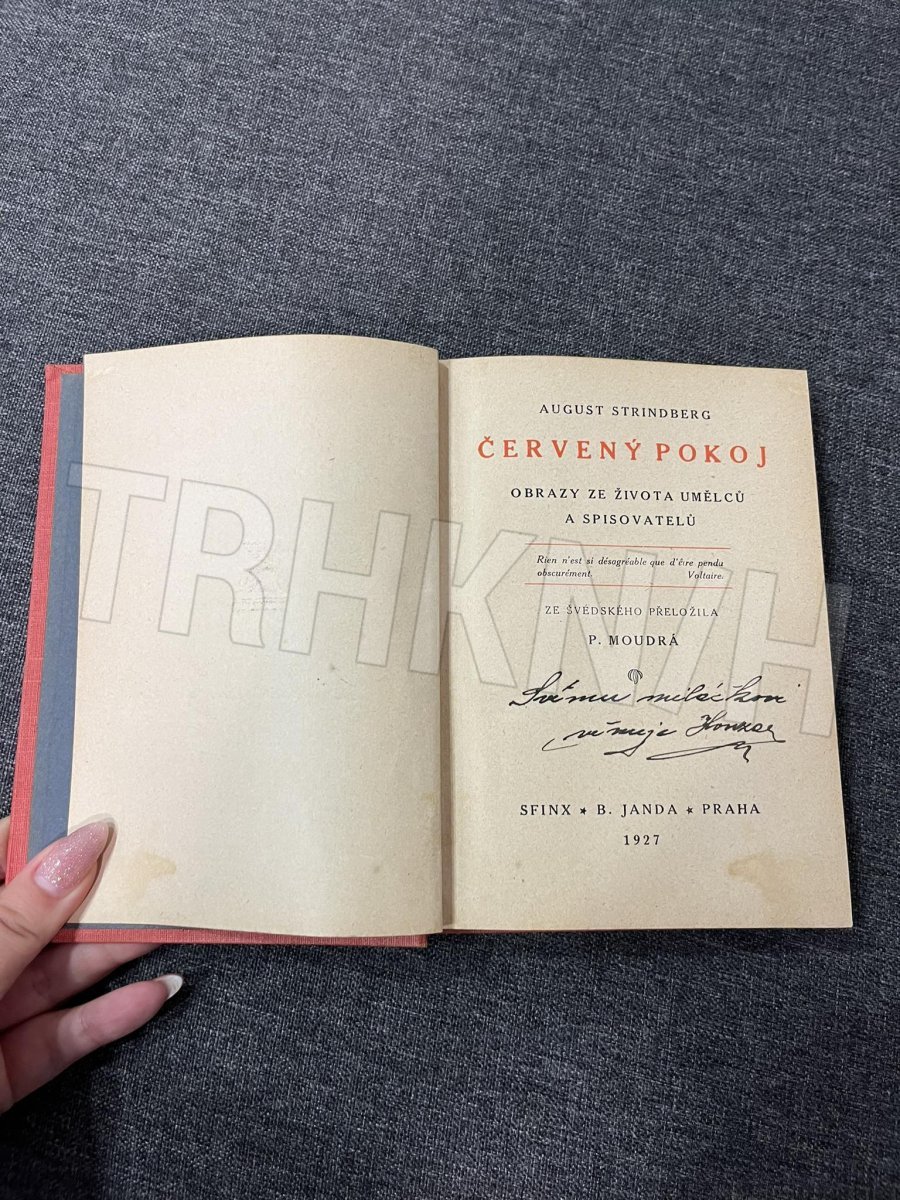 AUGUST STRINDBERG
ČERVENÝ POKOJ
OBRAZY ZE ŽIVOTA UMĚLCŮ
A SPISOVATELŮ
Rien n'est si désagréable que d'être pendu
obscurément. Voltaire.
ZE ŠVÉDSKÉHO PŘELOŽILA
P. MOUDRÁ
Svému miláčkovi
věnuje Honza
SFINX ★ B. JANDA ★ PRAHA
1927
TRHKNIH